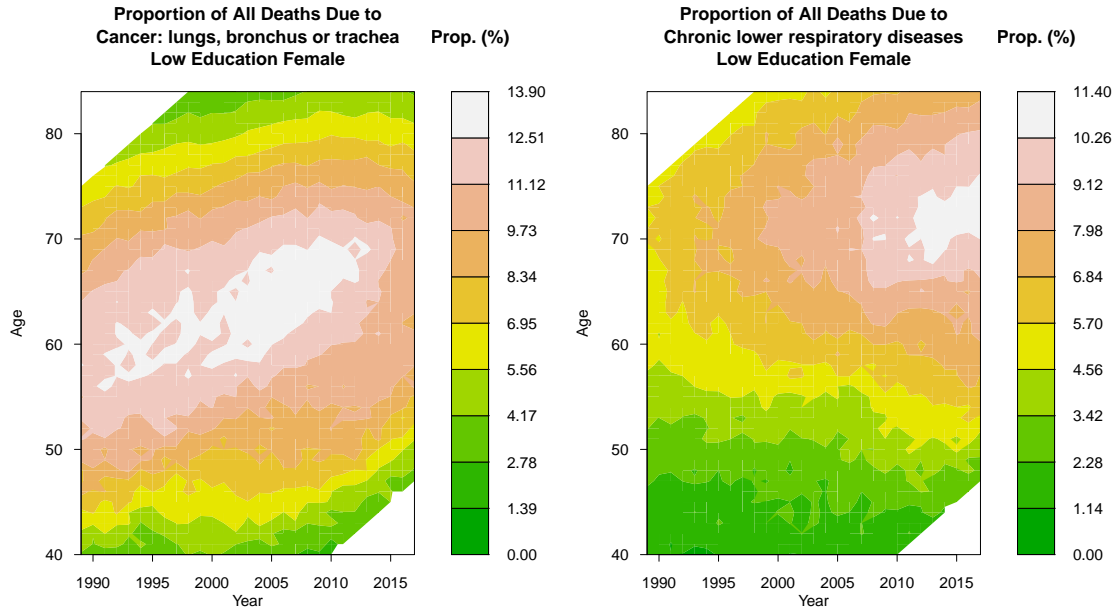 Proportion of All Deaths Due to
Cancer: lungs, bronchus or trachea
Low Education Female
Prop. (%)
13.90
12.51
11.12
9.73
8.34
6.95
5.56
4.17
2.78
1.39
0.00
Age
80
70
60
50
40
1990 1995 2000 2005 2010 2015
Year
Proportion of All Deaths Due to
Chronic lower respiratory diseases
Low Education Female
Prop. (%)
11.40
10.26
9.12
7.98
6.84
5.70
4.56
3.42
2.28
1.14
0.00
Age
80
70
60
50
40
1990 1995 2000 2005 2010 2015
Year